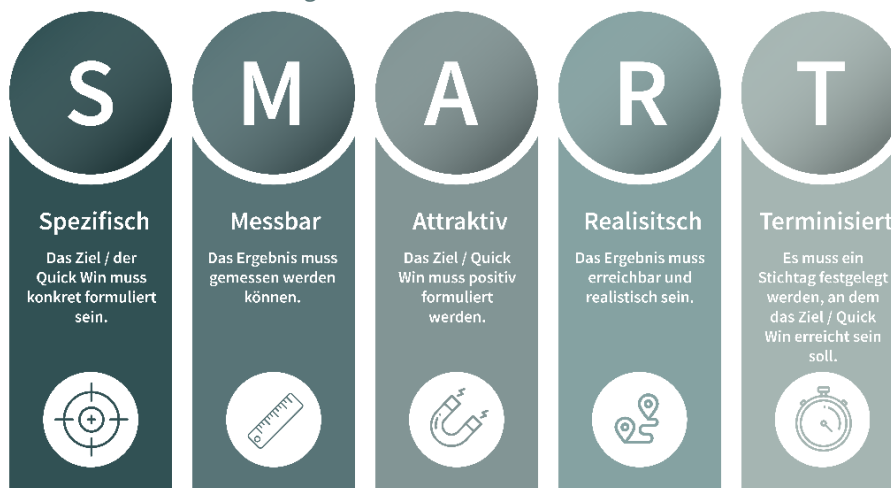 S
M
A
R
T
Spezifisch
Das Ziel / der
Quick Win muss
konkret formuliert
sein.
Messbar
Das Ergebnis muss
gemessen werden
können.
Attraktiv
Das Ziel / Quick
Win muss positiv
formuliert
werden.
Realisitsch
Das Ergebnis muss
erreichbar und
realistisch sein.
Terminisiert
Es muss ein
Stichtag festgelegt
werden, an dem
das Ziel / Quick
Win erreicht sein
soll.